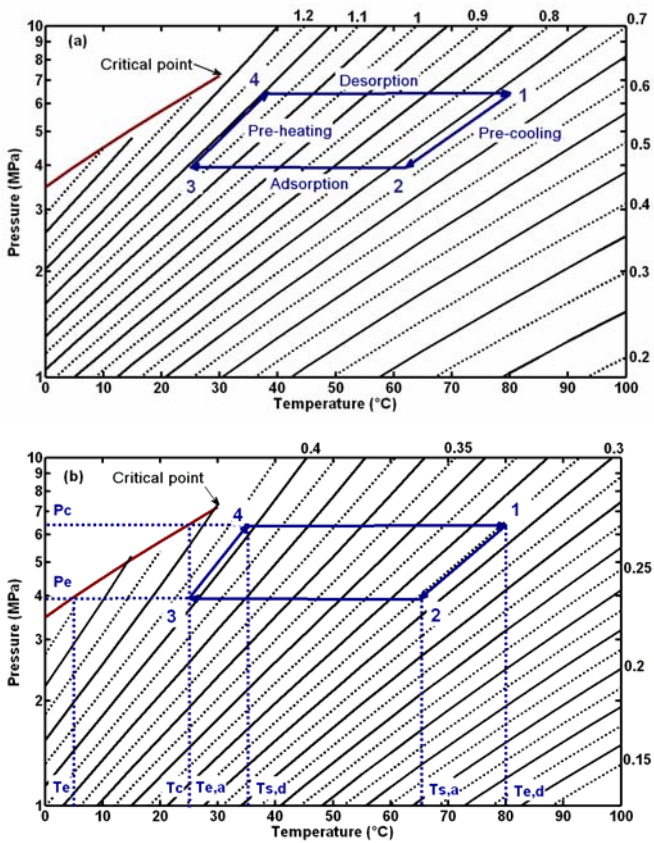 1.2 1.1 1 0.9 0.8 0.7
(a)
10
9
8
7
6
5
4
3
2
1
Critical point
4 Desorption 1
Pre-heating Pre-cooling
3 Adsorption 2
0.6
0.5
0.4
0.3
0.2
Pressure (MPa)
0 10 20 30 40 50 60 70 80 90 100
Temperature (°C)
0.4 0.35 0.3
(b)
10
9
8
7
6
5
4
3
2
1
Critical point
Pc
Pe
4 1
3 2
0.25
0.2
0.15
Pressure (MPa)
Te Tc Te,a Ts,d Ts,a Te,d
0 10 20 30 40 50 60 70 80 90 100
Temperature (°C)